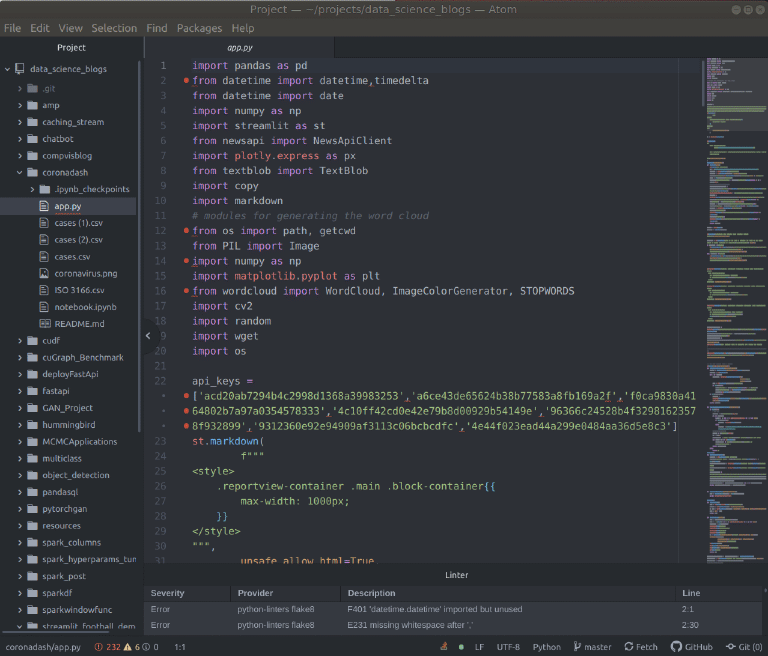 Project — ~/projects/data_science_blogs — Atom
File Edit View Selection Find Packages Help
Project
data_science_blogs
.git
amp
caching_stream
chatbot
compvisblog
coronadash
.ipynb_checkpoints
app.py
cases (1).csv
cases (2).csv
cases.csv
coronavirus.png
ISO 3166.csv
notebook.ipynb
README.md
cudf
cuGraph_Benchmark
deployFastApi
fastapi
GAN_Project
hummingbird
MCMCApplications
multiclass
object_detection
pandasql
pytorchgan
resources
spark_columns
spark_hyperparams_tun
spark_post
sparkdf
sparkwindowfunc
streamlit_football_dem
app.py
1 import pandas as pd
2 from datetime import datetime,timedelta
3 from datetime import date
4 import numpy as np
5 import streamlit as st
6 from newsapi import NewsApiClient
7 import plotly.express as px
8 from textblob import TextBlob
9 import copy
10 import markdown
11 # modules for generating the word cloud
12 from os import path, getcwd
13 from PIL import Image
14 import numpy as np
15 import matplotlib.pyplot as plt
16 from wordcloud import WordCloud, ImageColorGenerator, STOPWORDS
17 import cv2
18 import random
19 import wget
20 import os
21
22 api_keys =
['acd20ab7294b4c2998d1368a39983253','a6ce43de65624b38b77583a8fb169a2f','f0ca9830a41
64802b7a97a0354578333','4c10ff42cd0e42e79b8d00929b54149e','96366c24528b4f3298162357
8f932899','9312360e92e94909af3113c06bcbcdfc','4e44f023ead44a299e0484aa36d5e8c3']
23 st.markdown(
24 f"""
25 <style>
26 .reportview-container .main .block-container{{
27 max-width: 1000px;
28 }}
29 </style>
30 """,
31 unsafe_allow_html=True
Linter
Severity Provider Description Line
Error python-linters flake8 F401 'datetime.datetime' imported but unused 2:1
Error python-linters flake8 E231 missing whitespace after ',' 2:30
coronadash/app.py 232 6 0 1:1 LF UTF-8 Python master Fetch GitHub Git (0)